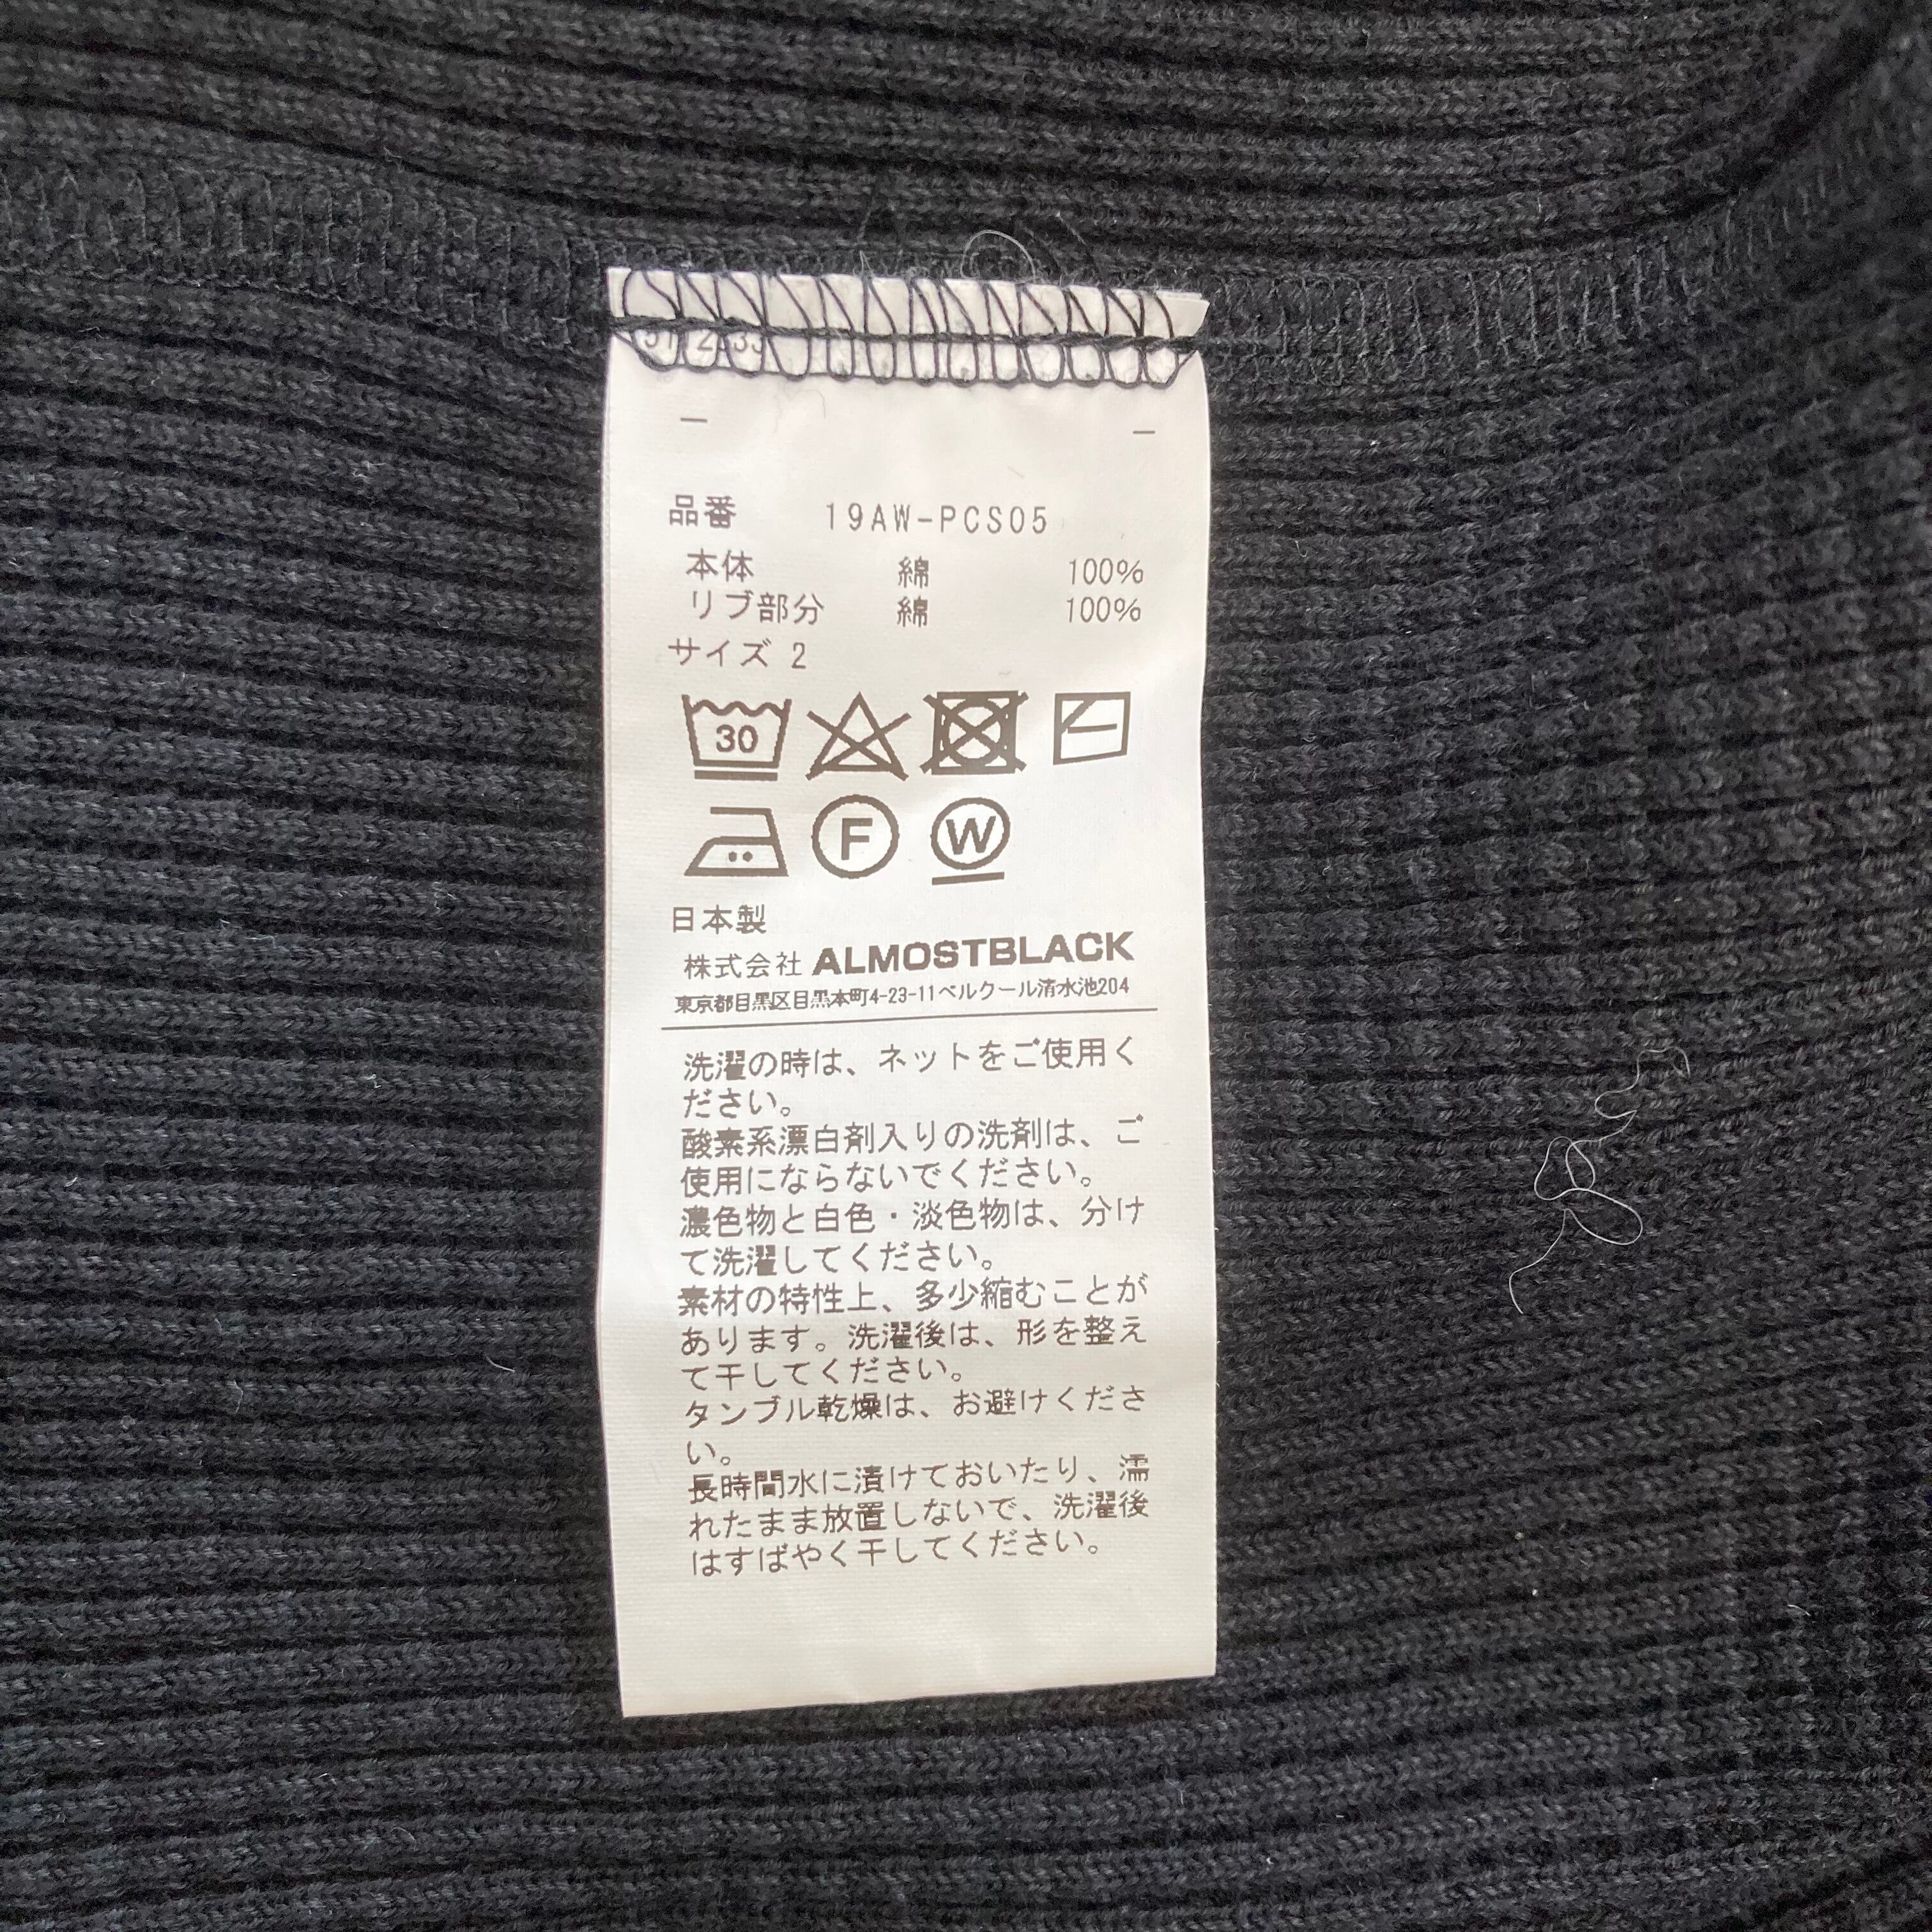 品番 19AW-PCS05
本体 綿 100%
リブ部分 綿 100%
サイズ 2
30
F W
日本製
株式会社 ALMOSTBLACK
東京都目黒区目黒本町4-23-11ベルクール清水池204
洗濯の時は、ネットをご使用く
ださい。
酸素系漂白剤入りの洗剤は、ご
使用にならないでください。
濃色物と白色・淡色物は、分け
て洗濯してください。
素材の特性上、多少縮むことが
あります。洗濯後は、形を整え
て干してください。
タンブル乾燥は、お避けくださ
い。
長時間水に漬けておいたり、濡
れたまま放置しないで、洗濯後
はすばやく干してください。